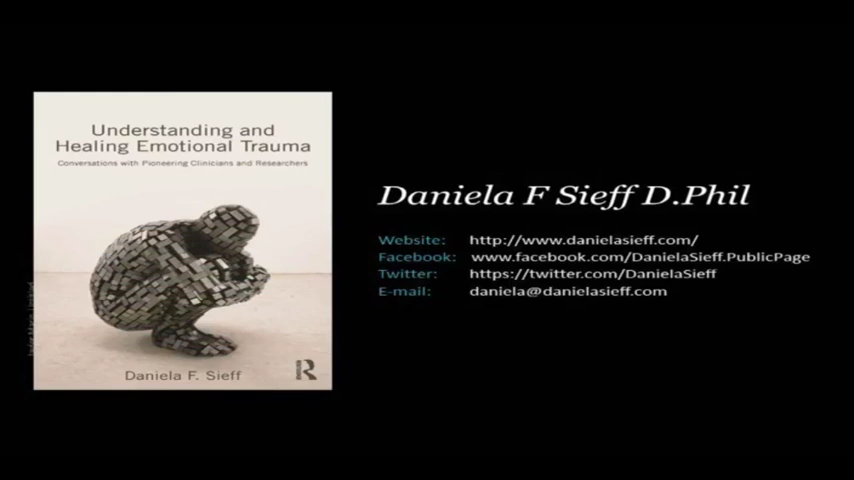 Understanding and
Healing Emotional Trauma
Conversations with Pioneering Clinicians and Researchers
Daniela F. Sieff
R
Daniela F Sieff D.Phil
Website: http://www.danielasieff.com/
Facebook: www.facebook.com/DanielaSieff.PublicPage
Twitter: https://twitter.com/DanielaSieff
E-mail: daniela@danielasieff.com